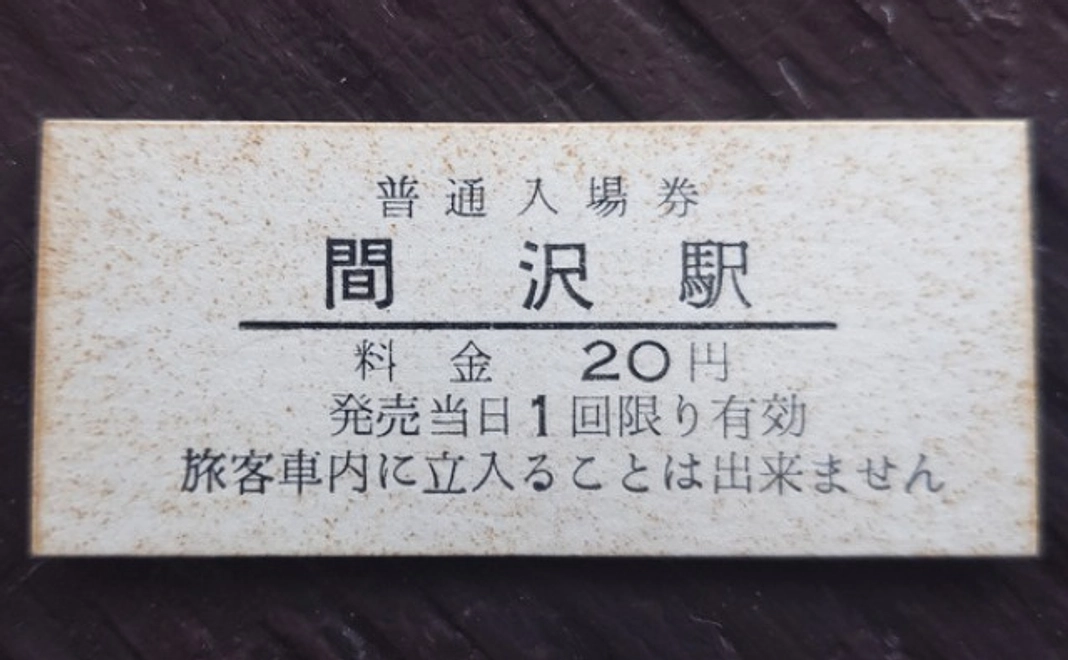 普通入場券
間沢駅
料金 20円
発売当日1回限り有効
旅客車内に立入ることは出来ません